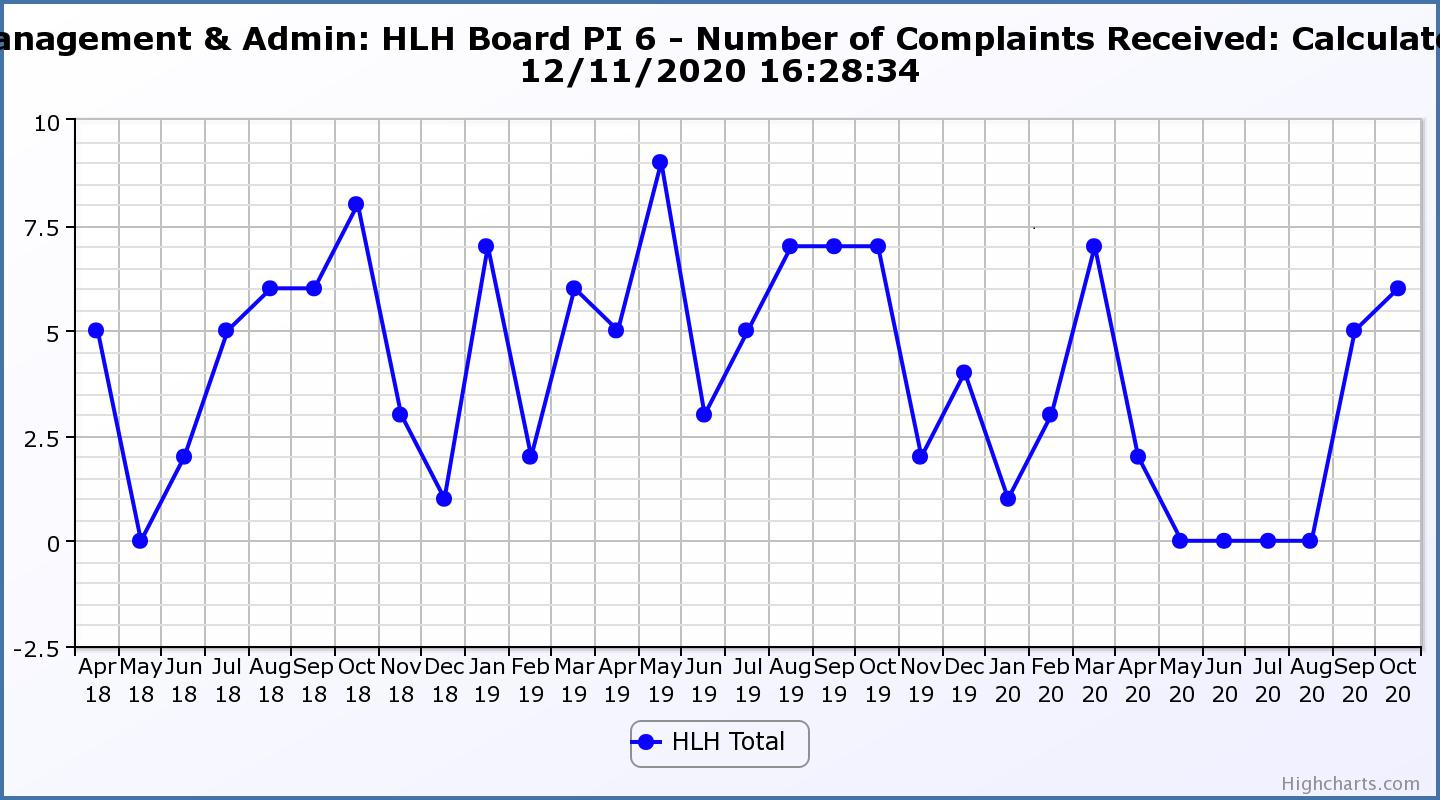 anagement & Admin: HLH Board PI 6 – Number of Complaints Received: Calculate
12/11/2020 16:28:34
10
7.5
5
2.5
0
-2.5
Apr May Jun Jul Aug Sep Oct Nov Dec Jan Feb Mar Apr May Jun Jul Aug Sep Oct Nov Dec Jan Feb Mar Apr May Jun Jul Aug Sep Oct
18 18 18 18 18 18 18 18 18 19 19 19 19 19 19 19 19 19 19 19 19 20 20 20 20 20 20 20 20 20 20
HLH Total
Highcharts.com